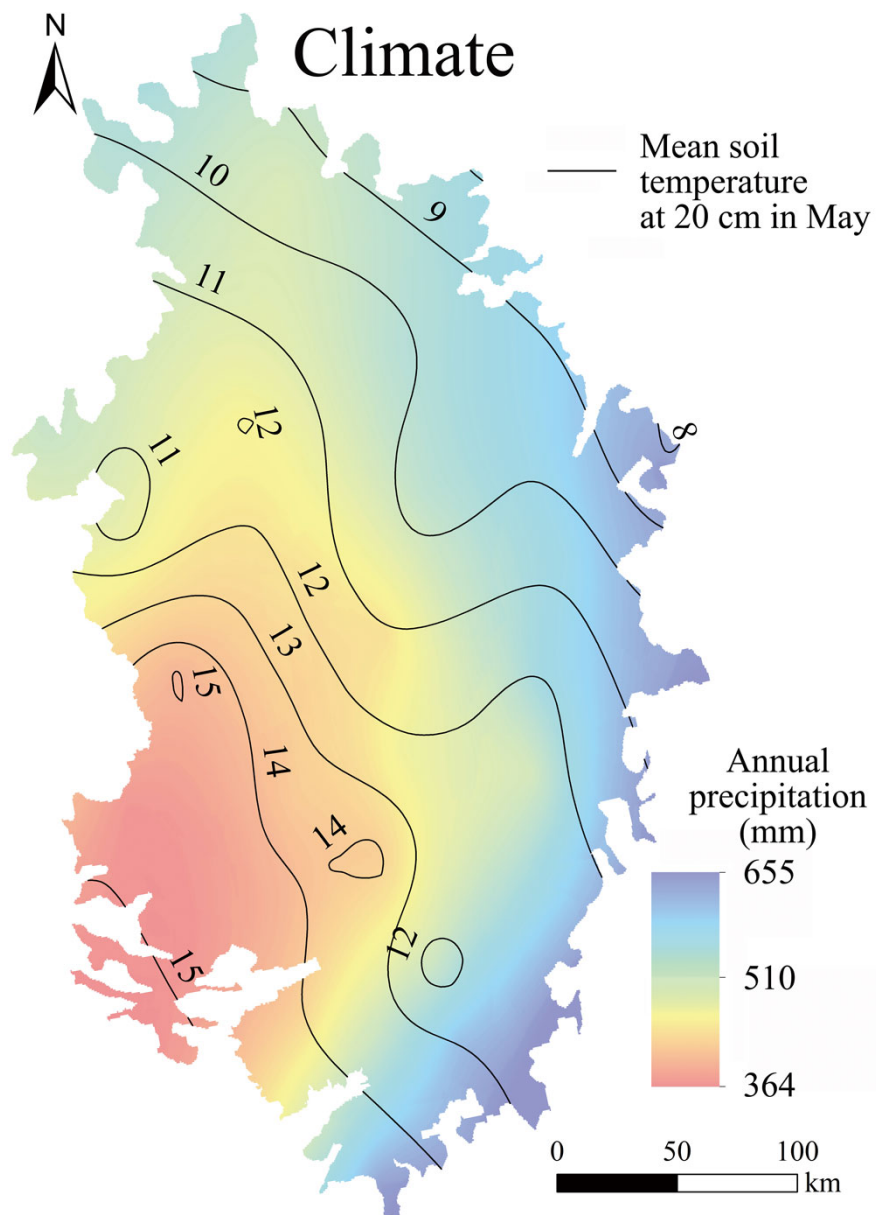 N
Climate
Mean soil
temperature
at 20 cm in May
10
9
11
12
11
8
12
13
15
14
14
12
15
Annual
precipitation
(mm)
655
510
364
0 50 100
km